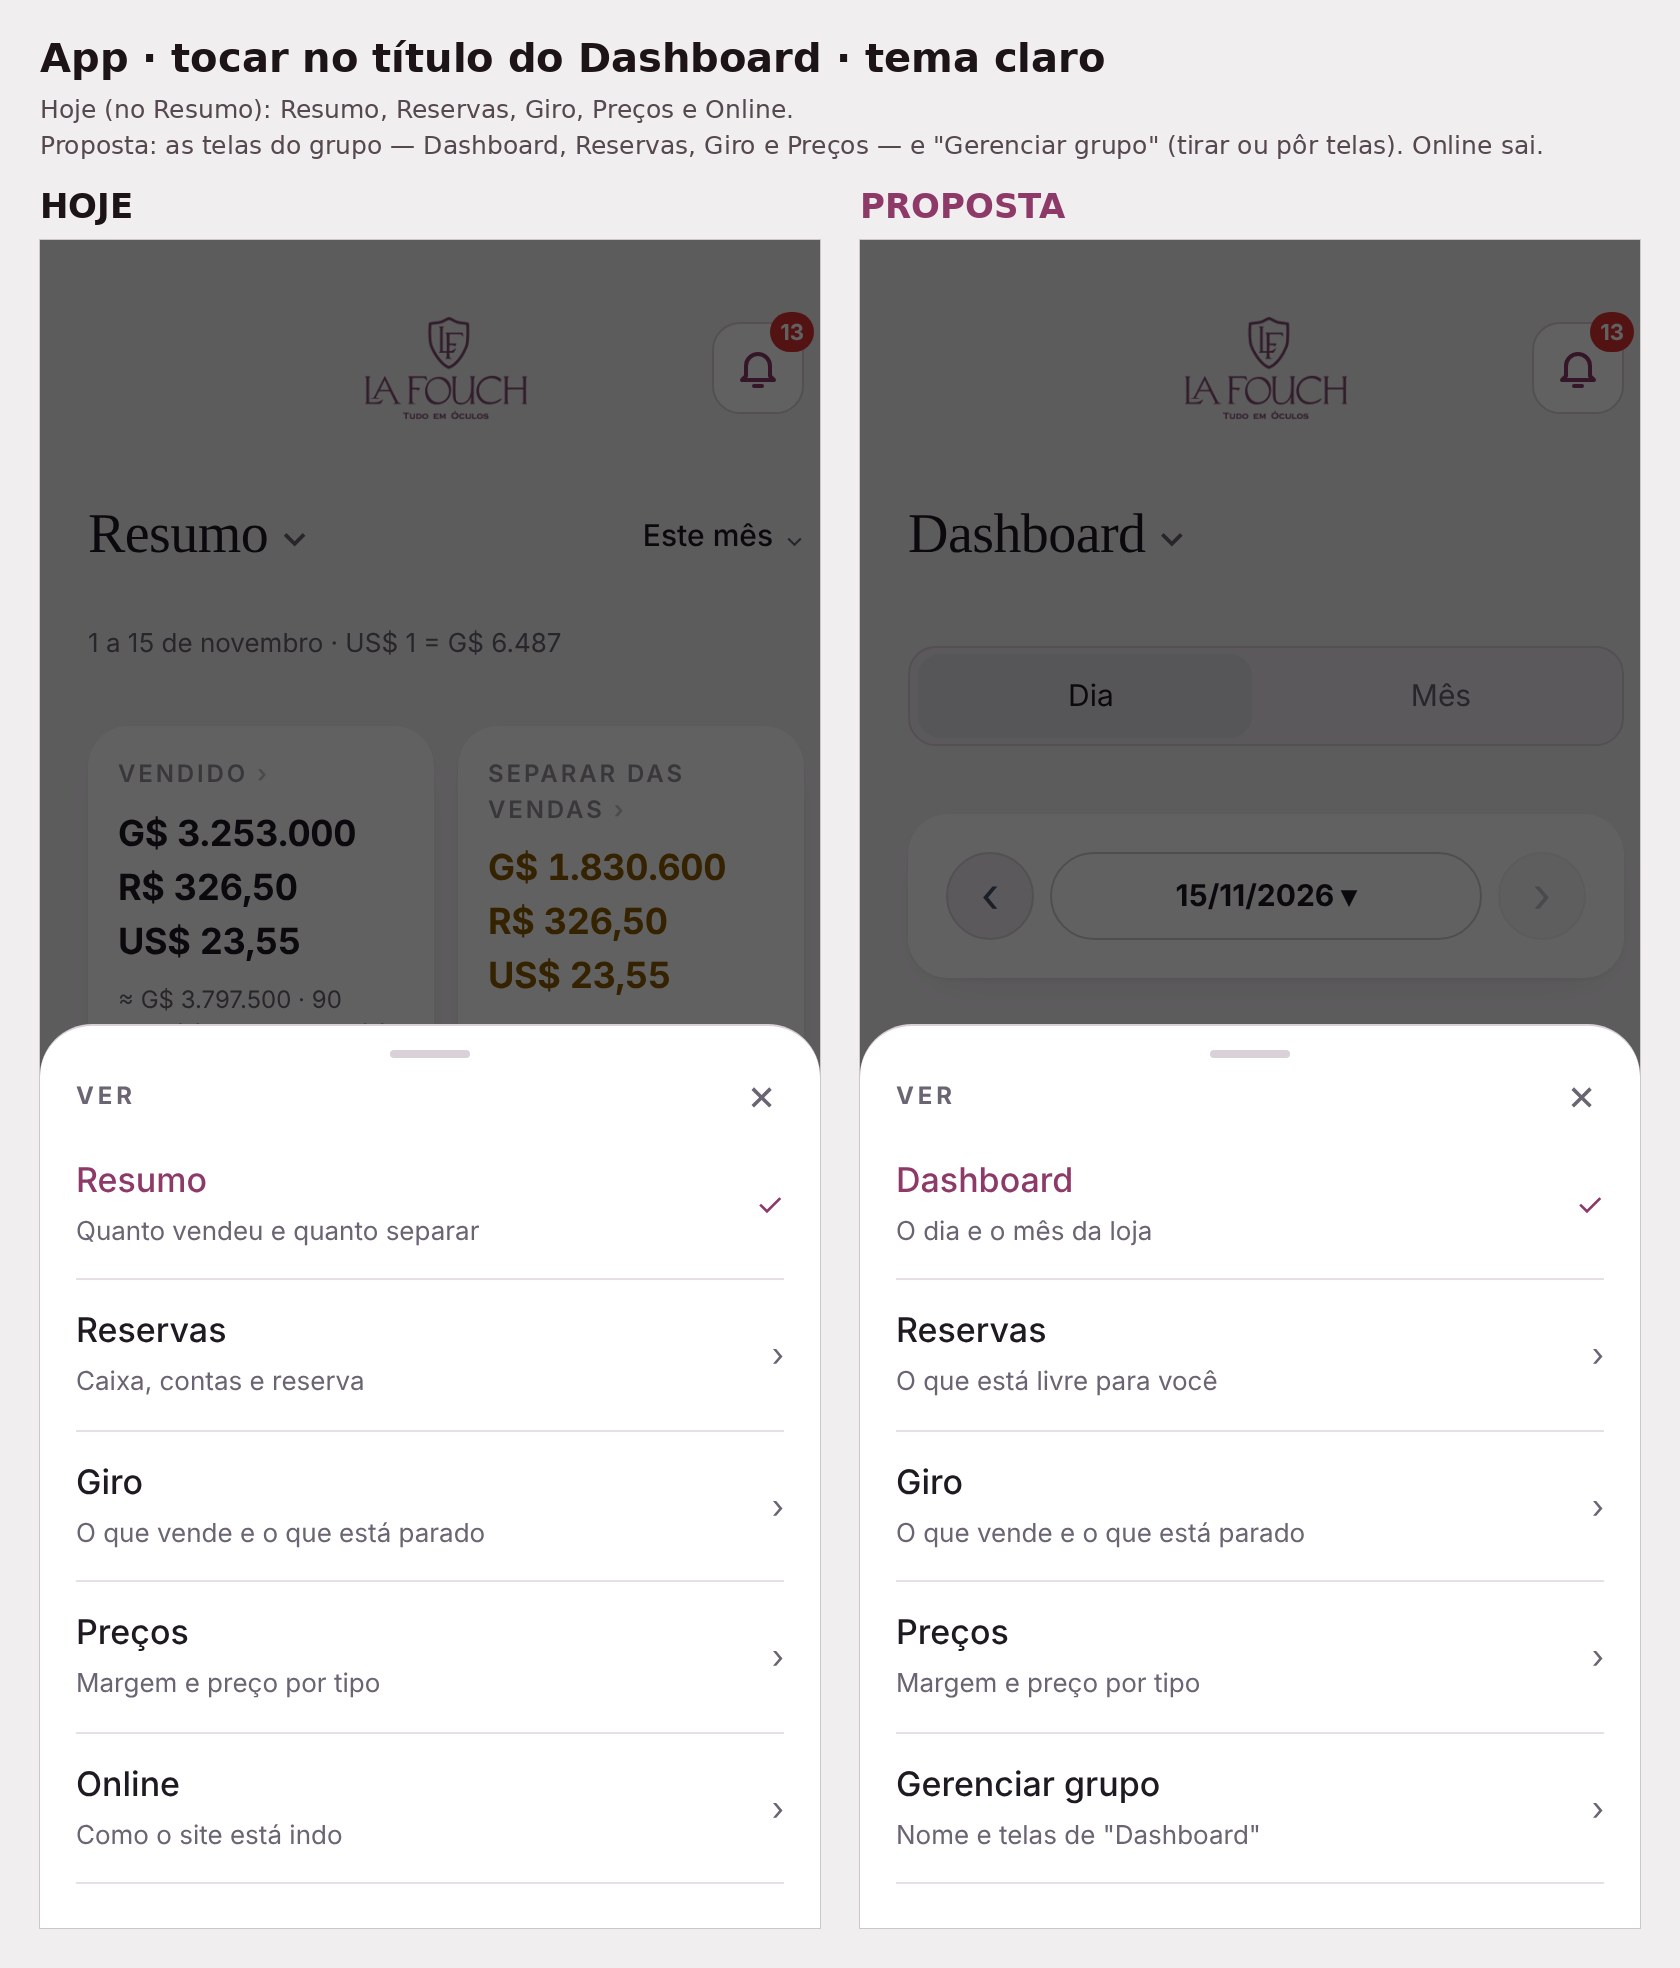 App · tocar no título do Dashboard · tema claro
Hoje (no Resumo): Resumo, Reservas, Giro, Preços e Online.
Proposta: as telas do grupo — Dashboard, Reservas, Giro e Preços — e "Gerenciar grupo" (tirar ou pôr telas). Online sai.
HOJE
13
LF
LA FOUCH
TUDO EM ÓCULOS
Resumo
Este mês
1 a 15 de novembro · US$ 1 = G$ 6.487
VENDIDO ›
G$ 3.253.000
R$ 326,50
US$ 23,55
≈ G$ 3.797.500 · 90
SEPARAR DAS
VENDAS ›
G$ 1.830.600
R$ 326,50
US$ 23,55
VER
Resumo
Quanto vendeu e quanto separar
Reservas
Caixa, contas e reserva
Giro
O que vende e o que está parado
Preços
Margem e preço por tipo
Online
Como o site está indo
PROPOSTA
13
LF
LA FOUCH
TUDO EM ÓCULOS
Dashboard
Dia
Mês
15/11/2026 ▾
VER
Dashboard
O dia e o mês da loja
Reservas
O que está livre para você
Giro
O que vende e o que está parado
Preços
Margem e preço por tipo
Gerenciar grupo
Nome e telas de "Dashboard"